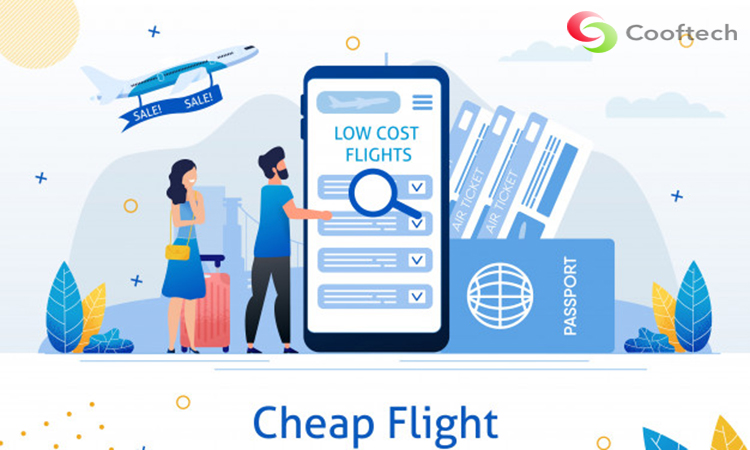 Cooftech
SALE! SALE!
LOW COST
FLIGHTS
AIR TICKET
AIR TICKET
PASSPORT
Cheap Flight